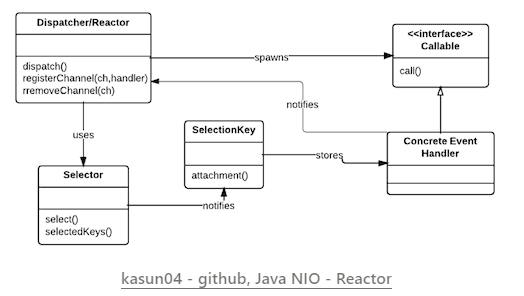 Dispatcher/Reactor
dispatch()
registerChannel(ch,handler)
rremoveChannel(ch)
spawns
<<interface>>
Callable
call()
notifies
uses
SelectionKey
attachment()
stores
Concrete Event
Handler
Selector
select()
selectedKeys()
notifies
kasun04 - github, Java NIO - Reactor